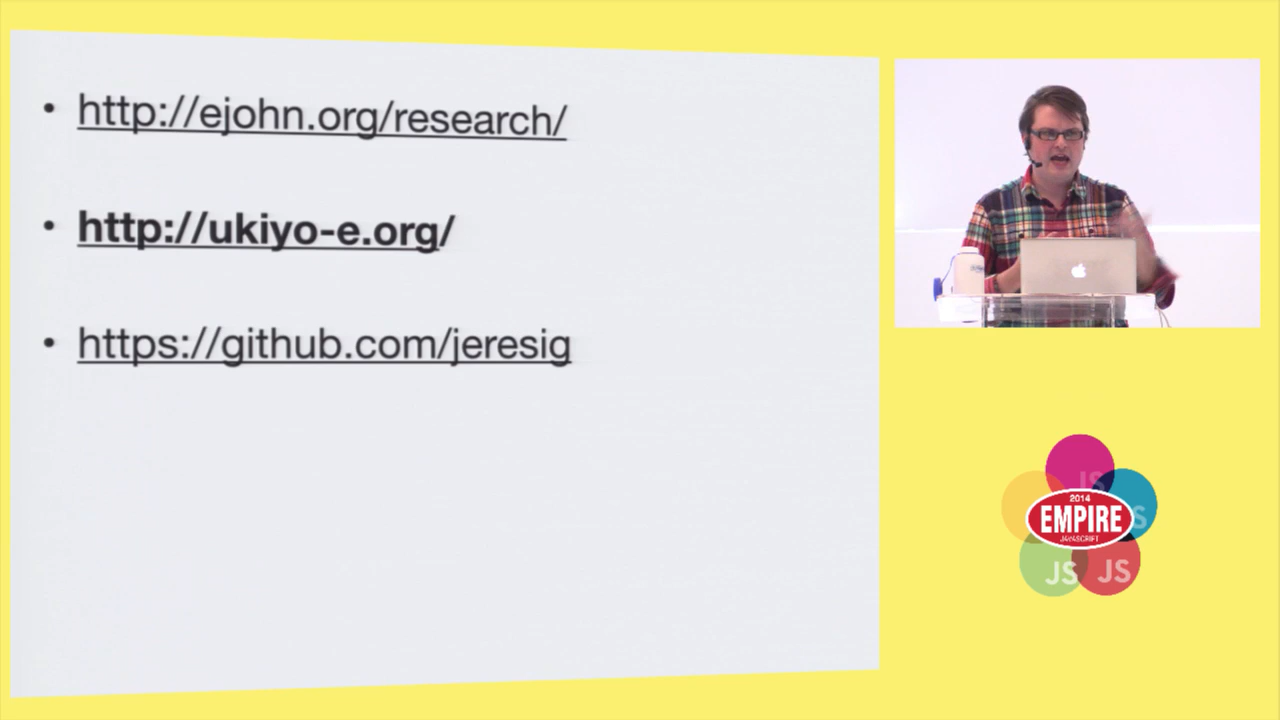 • http://ejohn.org/research/
• http://ukiyo-e.org/
• https://github.com/jeresig
JS
2014
EMPIRE
JAVASCRIPT
S
JS
JS